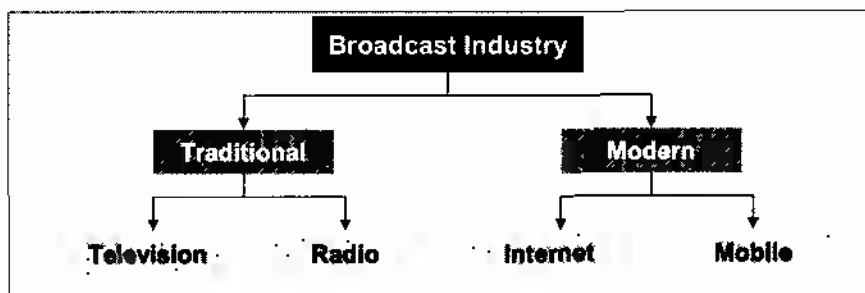 Broadcast Industry
Traditional Modern
Television Radio Internet Mobile